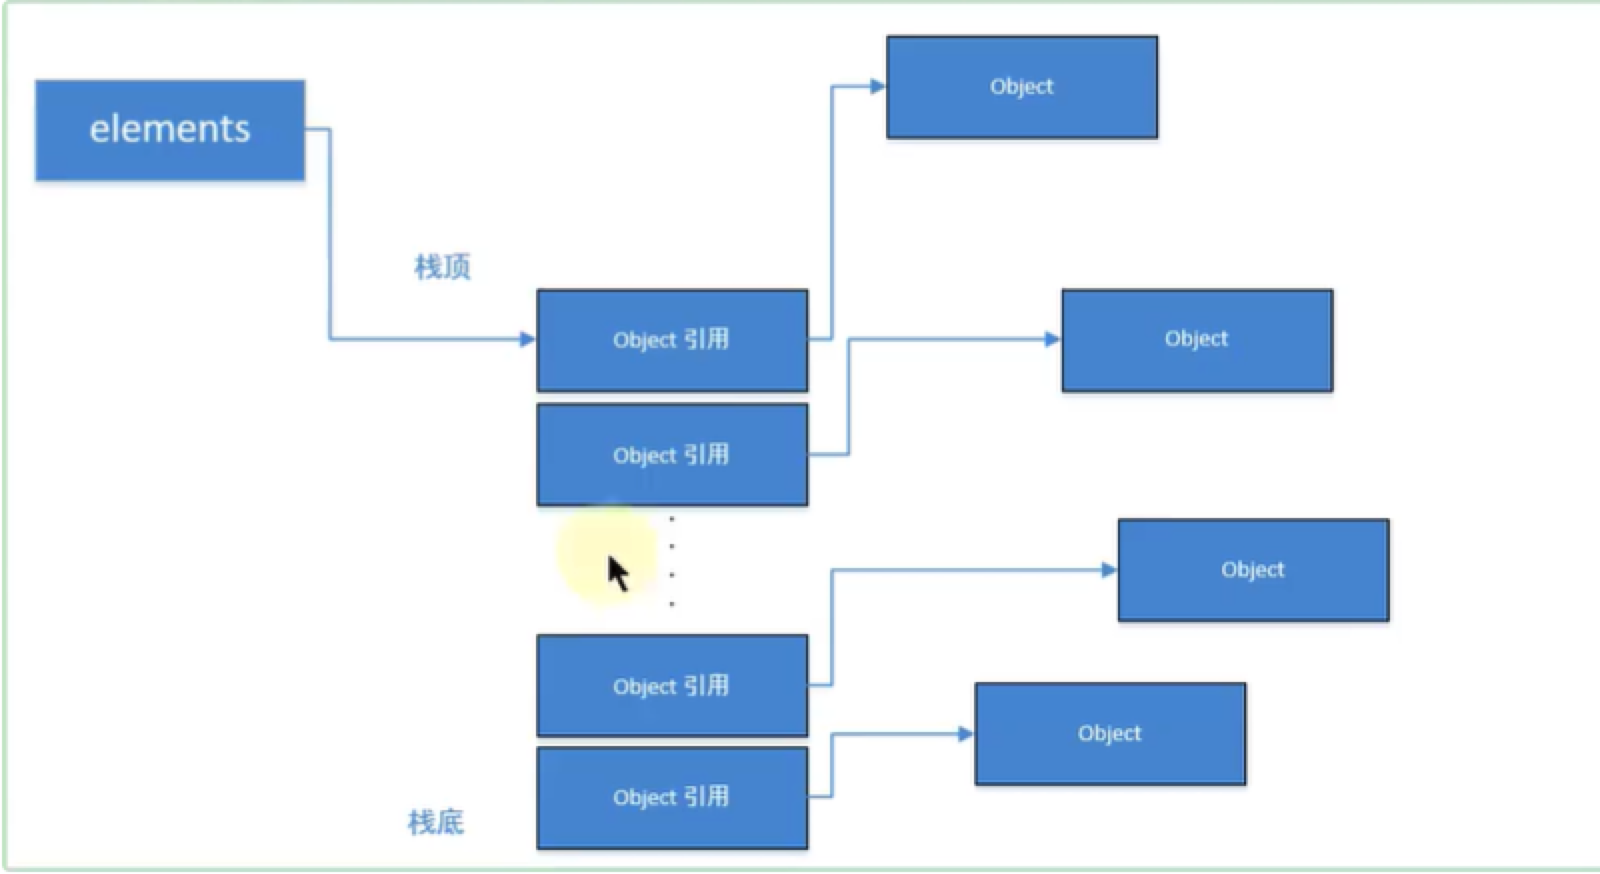 Object
elements
栈顶
Object 引用
Object
Object 引用
Object
Object 引用
Object
Object 引用
栈底